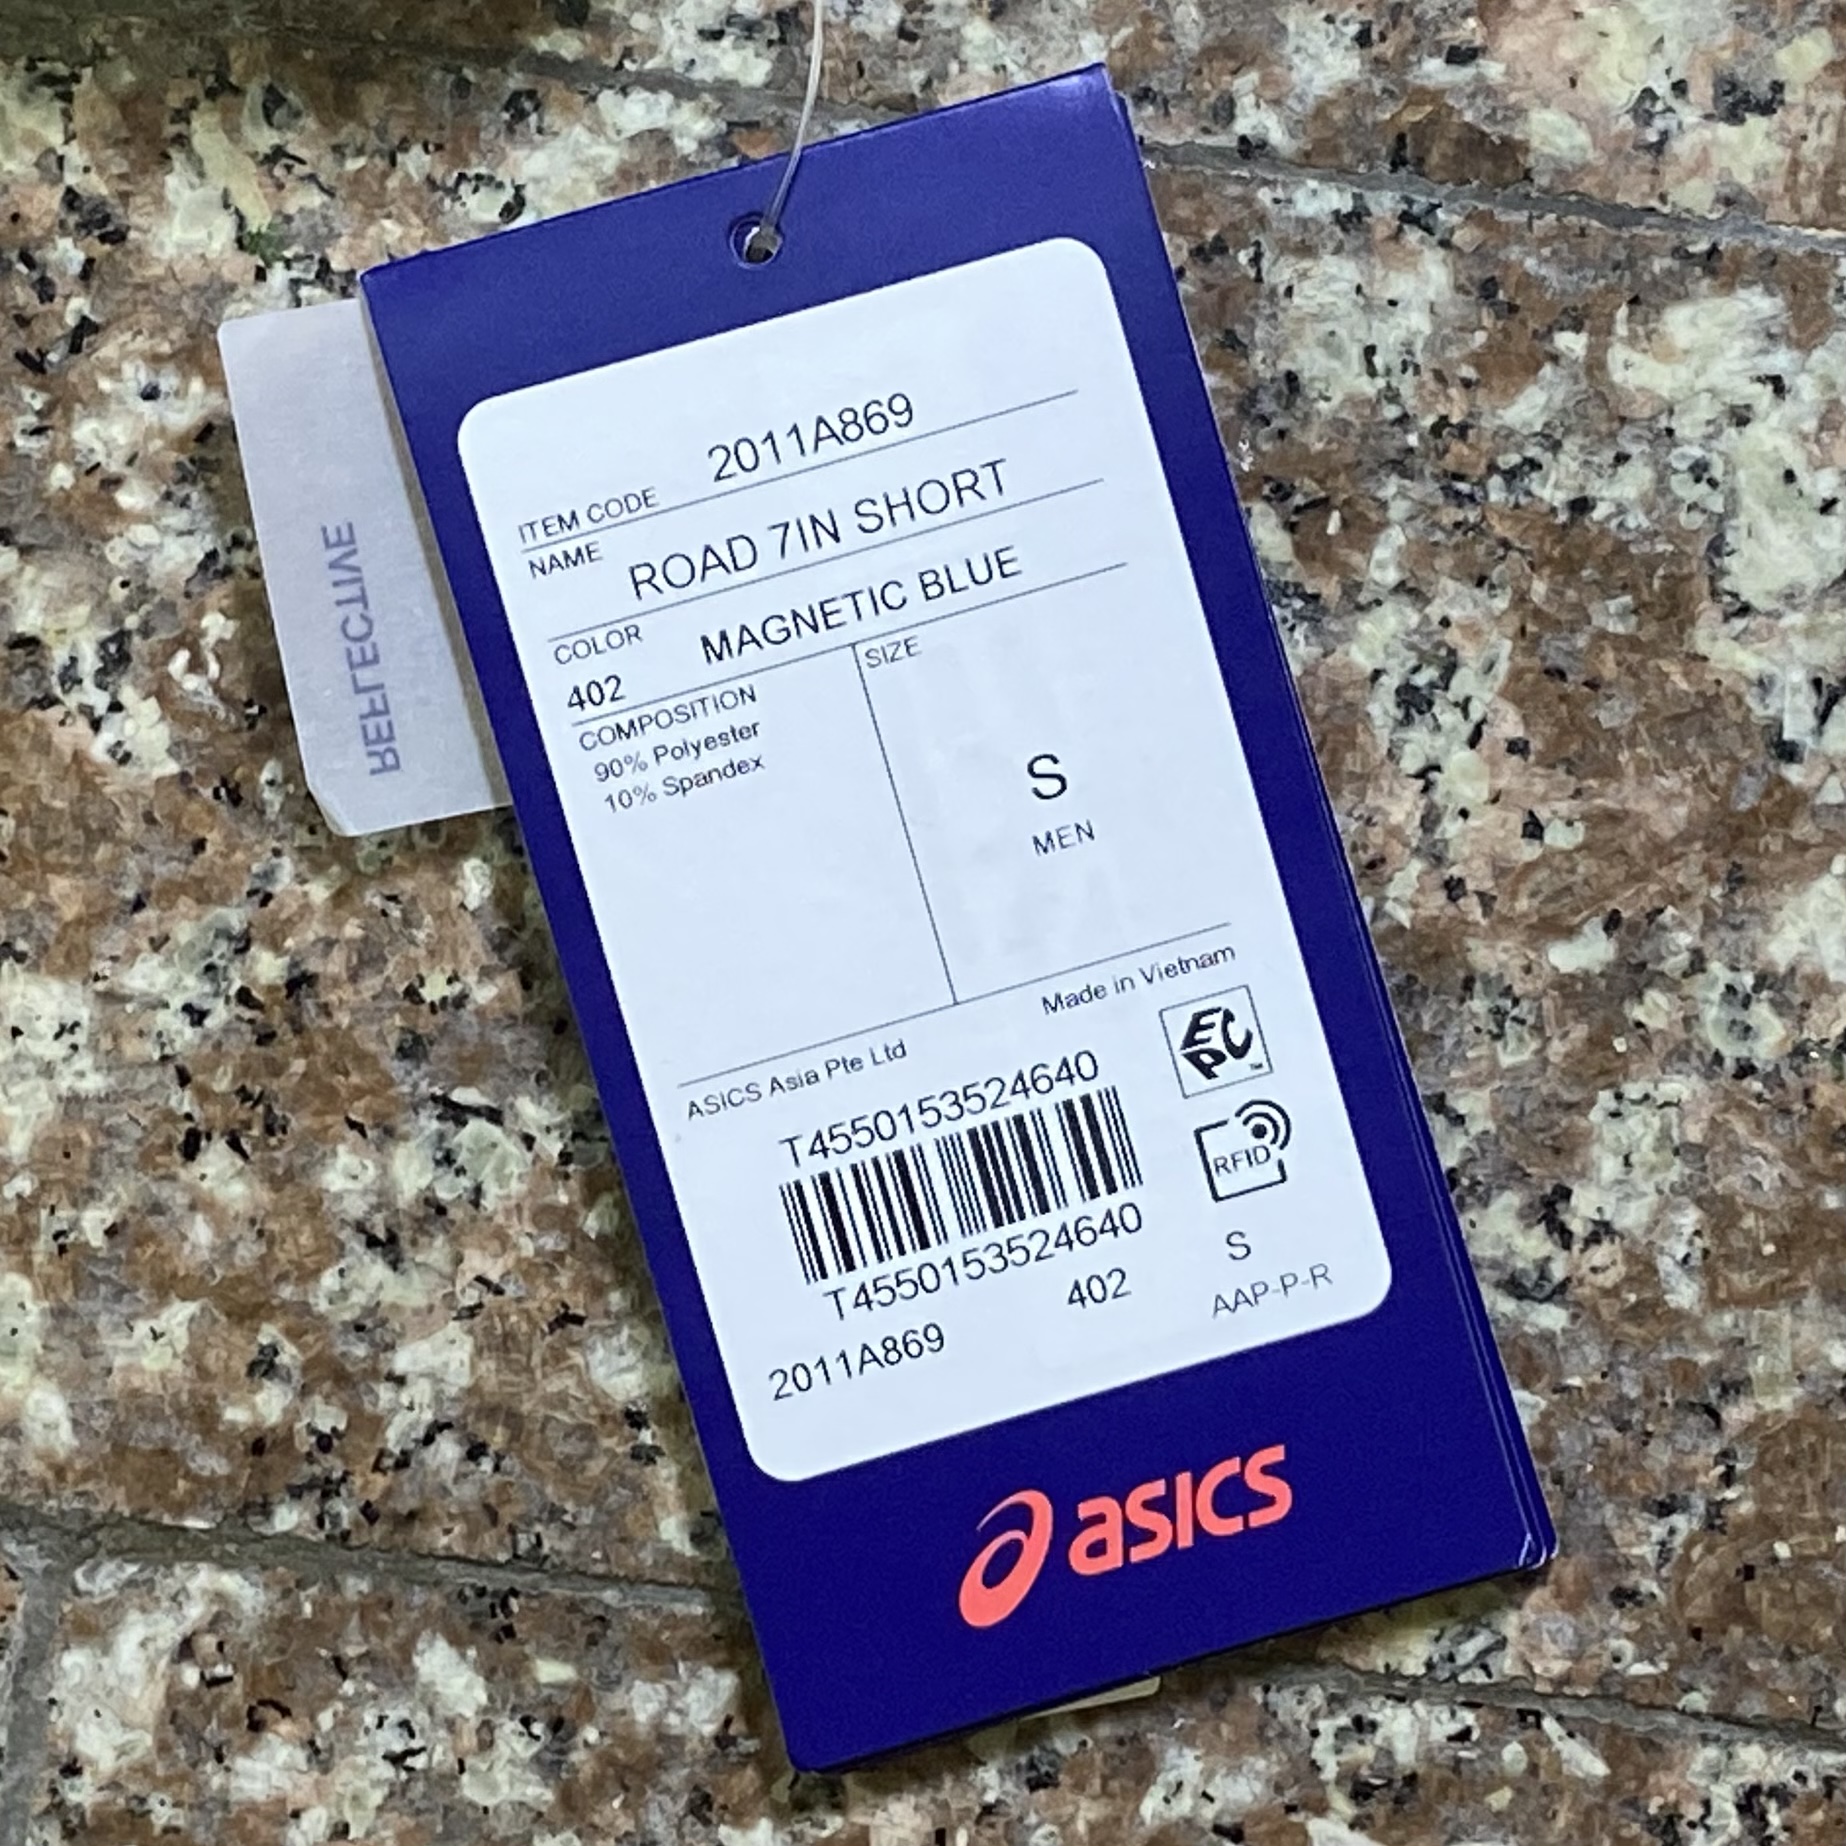 ITEM CODE 2011A869
NAME ROAD 7IN SHORT
COLOR
402 MAGNETIC BLUE
COMPOSITION
90% Polyester
10% Spandex
SIZE
S
MEN
Made in Vietnam
ASICS Asia Pte Ltd
T4550153524640
T4550153524640
2011A869 402
EPC
TM
RFID
S
AAP-P-R
asics
REFLECTIVE